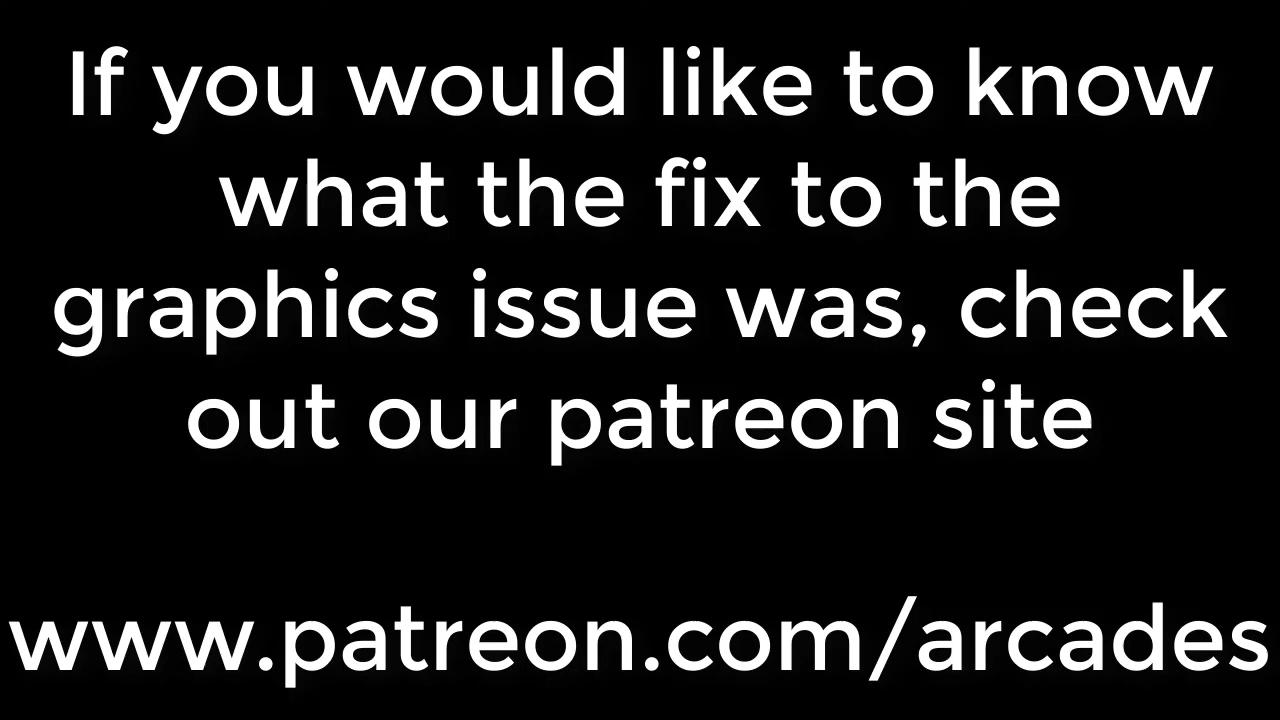 If you would like to know
what the fix to the
graphics issue was, check
out our patreon site
www.patreon.com/arcades